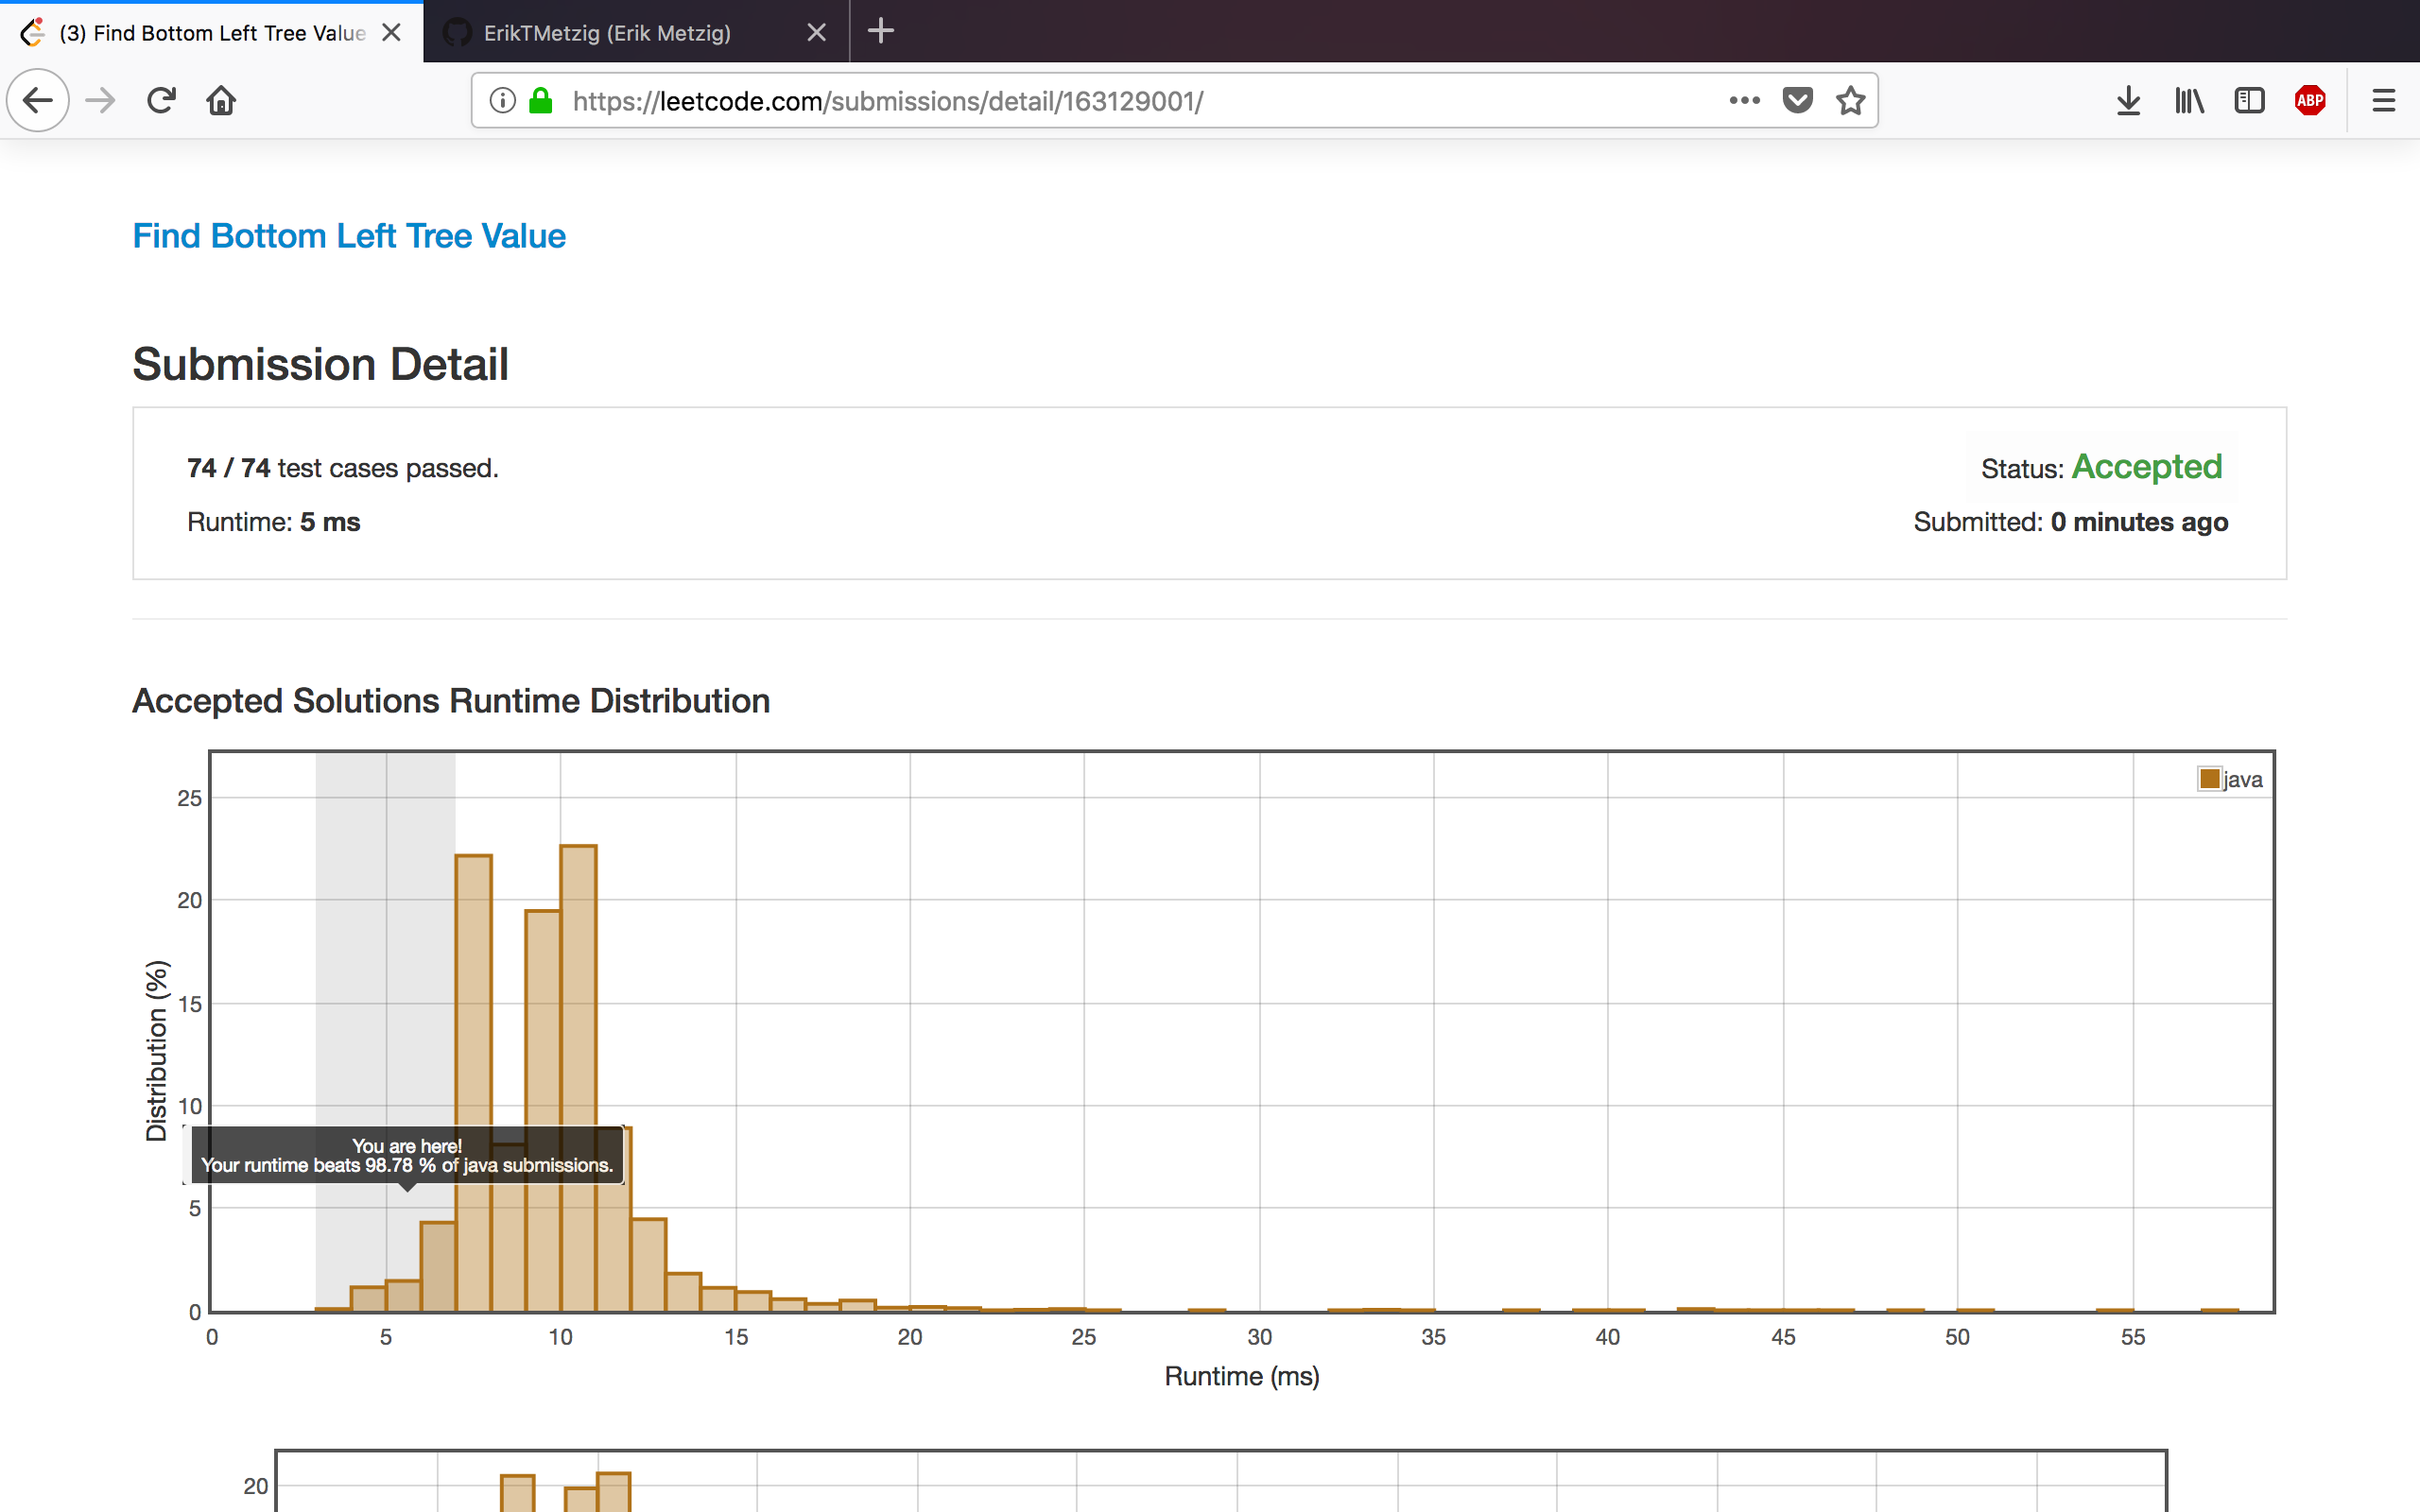 (3) Find Bottom Left Tree Value
ErikTMetzig (Erik Metzig)
https://leetcode.com/submissions/detail/163129001/
ABP
Find Bottom Left Tree Value
Submission Detail
74 / 74 test cases passed.
Status: Accepted
Runtime: 5 ms
Submitted: 0 minutes ago
Accepted Solutions Runtime Distribution
java
25
20
15
10
5
0
Distribution (%)
You are here!
Your runtime beats 98.78 % of java submissions.
0 5 10 15 20 25 30 35 40 45 50 55
Runtime (ms)
20